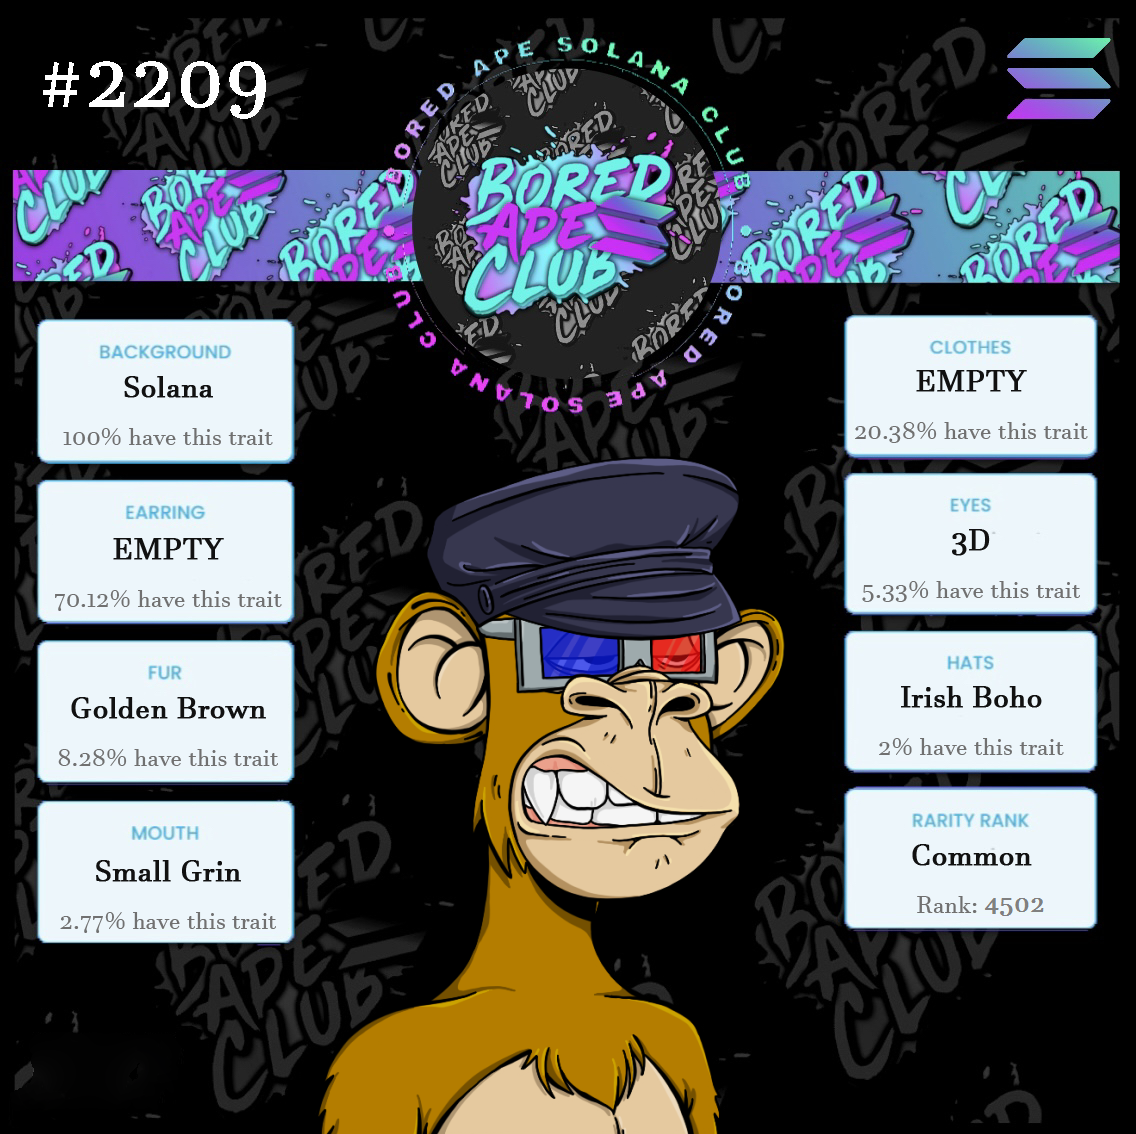 #2209
BORED APE SOLANA CLUB
BORED APE SOLANA CLUB
BORED
APE
CLUB
BACKGROUND
Solana
100% have this trait
EARRING
EMPTY
70.12% have this trait
FUR
Golden Brown
8.28% have this trait
MOUTH
Small Grin
2.77% have this trait
CLOTHES
EMPTY
20.38% have this trait
EYES
3D
5.33% have this trait
HATS
Irish Boho
2% have this trait
RARITY RANK
Common
Rank: 4502